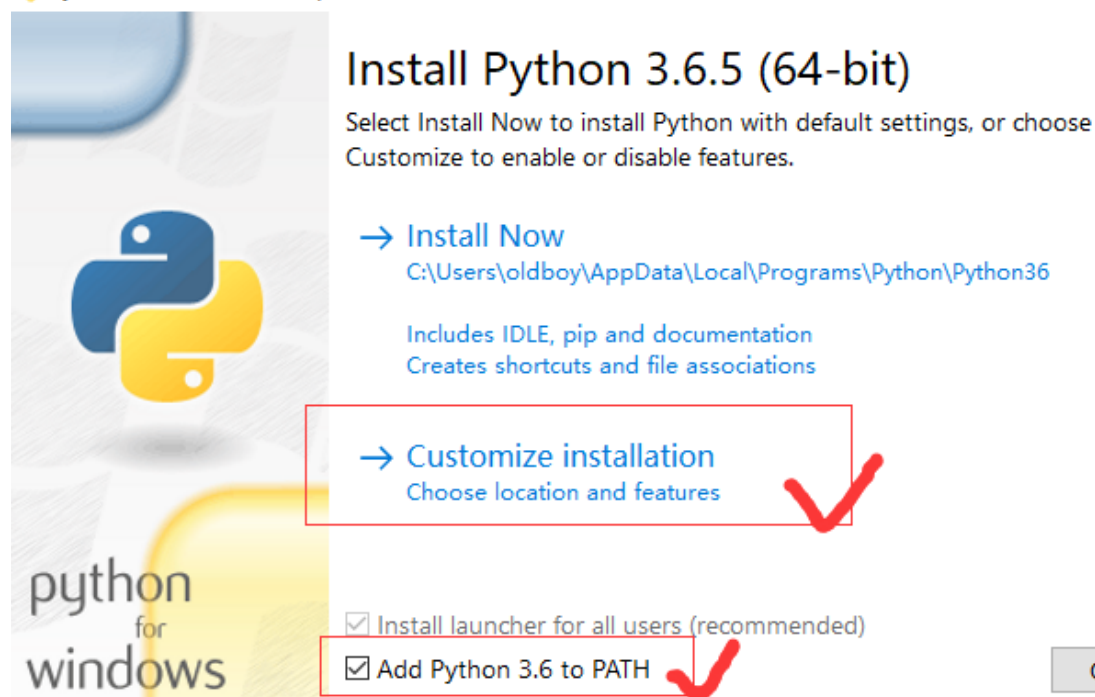 Install Python 3.6.5 (64-bit)
Select Install Now to install Python with default settings, or choose
Customize to enable or disable features.
→ Install Now
C:\Users\oldboy\AppData\Local\Programs\Python\Python36
Includes IDLE, pip and documentation
Creates shortcuts and file associations
→ Customize installation
Choose location and features
Install launcher for all users (recommended)
Add Python 3.6 to PATH
python
for
windows